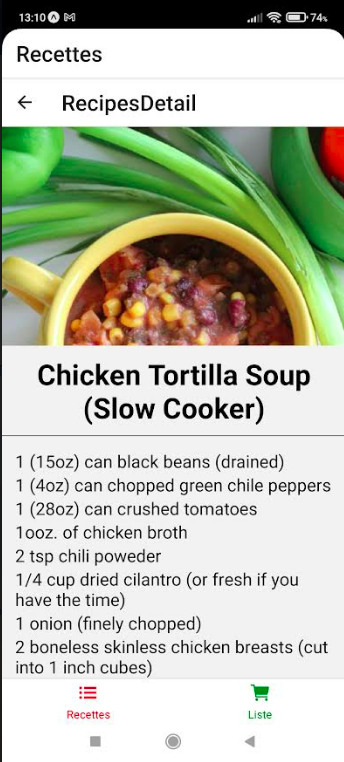 13:10 74%
Recettes
RecipesDetail
Chicken Tortilla Soup
(Slow Cooker)
1 (15oz) can black beans (drained)
1 (4oz) can chopped green chile peppers
1 (28oz) can crushed tomatoes
1ooz. of chicken broth
2 tsp chili poweder
1/4 cup dried cilantro (or fresh if you
have the time)
1 onion (finely chopped)
2 boneless skinless chicken breasts (cut
into 1 inch cubes)
Recettes Liste